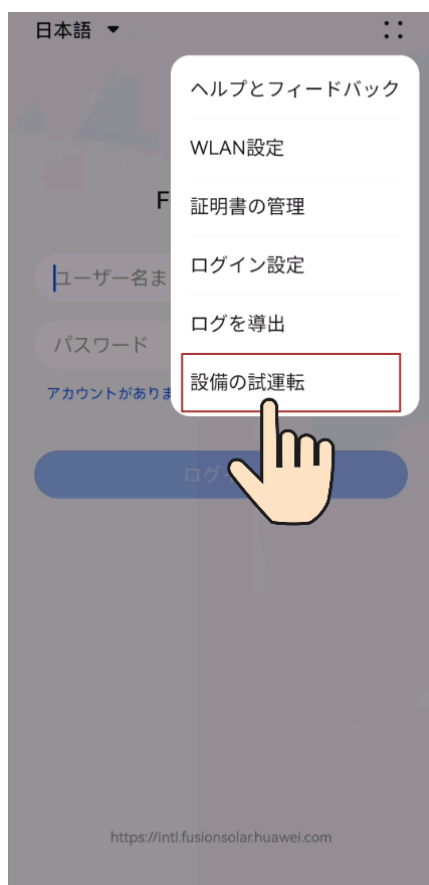 日本語
ヘルプとフィードバック
WLAN設定
証明書の管理
F
ログイン設定
ユーザー名ま
ログを導出
パスワード
設備の試運転
アカウントがありま
ログ
https://intl.fusionsolar.huawei.com